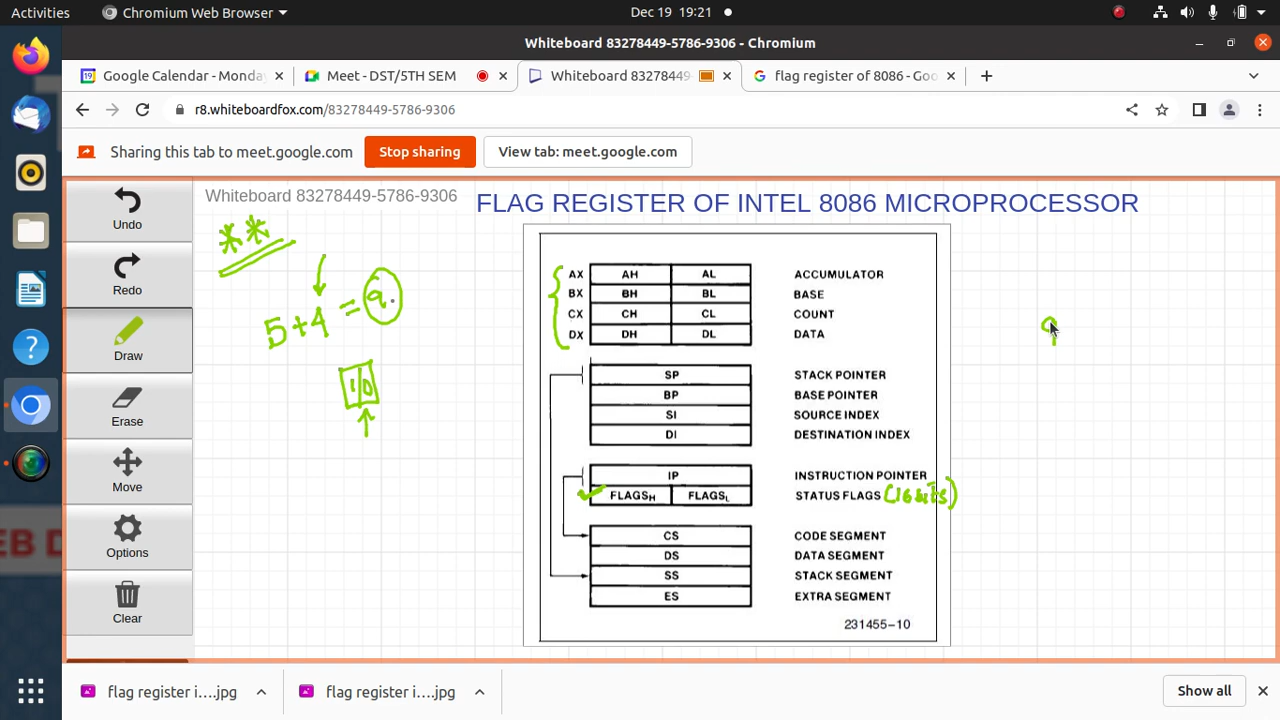 Activities Chromium Web Browser Dec 19 19:21
Whiteboard 83278449-5786-9306 - Chromium
Google Calendar - Monda Meet - DST/5TH SEM Whiteboard 83278449 flag register of 8086 - Goo
r8.whiteboardfox.com/83278449-5786-9306
Sharing this tab to meet.google.com Stop sharing View tab: meet.google.com
Whiteboard 83278449-5786-9306
FLAG REGISTER OF INTEL 8086 MICROPROCESSOR
Undo
Redo
Draw
Erase
Move
Options
Clear
**
5+4=9.
1/0
AX AH AL ACCUMULATOR
BX BH BL BASE
CX CH CL COUNT
DX DH DL DATA
SP STACK POINTER
BP BASE POINTER
SI SOURCE INDEX
DI DESTINATION INDEX
IP INSTRUCTION POINTER
FLAGSH FLAGSL STATUS FLAGS (16 bits)
CS CODE SEGMENT
DS DATA SEGMENT
SS STACK SEGMENT
ES EXTRA SEGMENT
231455-10
9
flag register i....jpg flag register i....jpg Show all